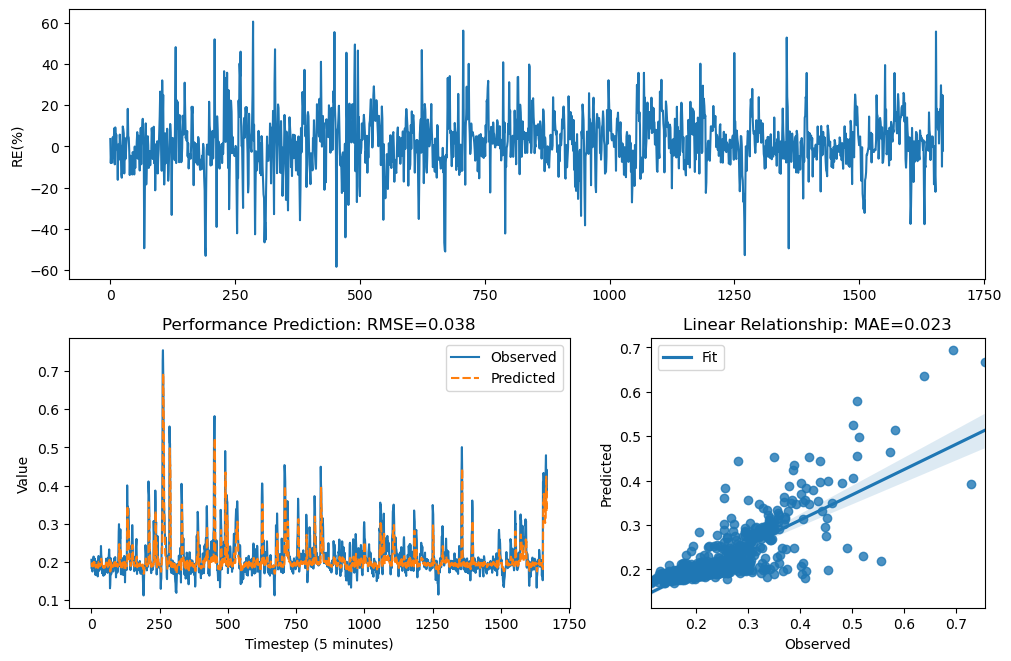 60
40
20
0
−20
−40
−60
RE(%)
0 250 500 750 1000 1250 1500 1750
Performance Prediction: RMSE=0.038
Observed
Predicted
0.7
0.6
0.5
0.4
0.3
0.2
0.1
Value
0 250 500 750 1000 1250 1500 1750
Timestep (5 minutes)
Linear Relationship: MAE=0.023
Fit
0.7
0.6
0.5
0.4
0.3
0.2
Predicted
0.2 0.3 0.4 0.5 0.6 0.7
Observed